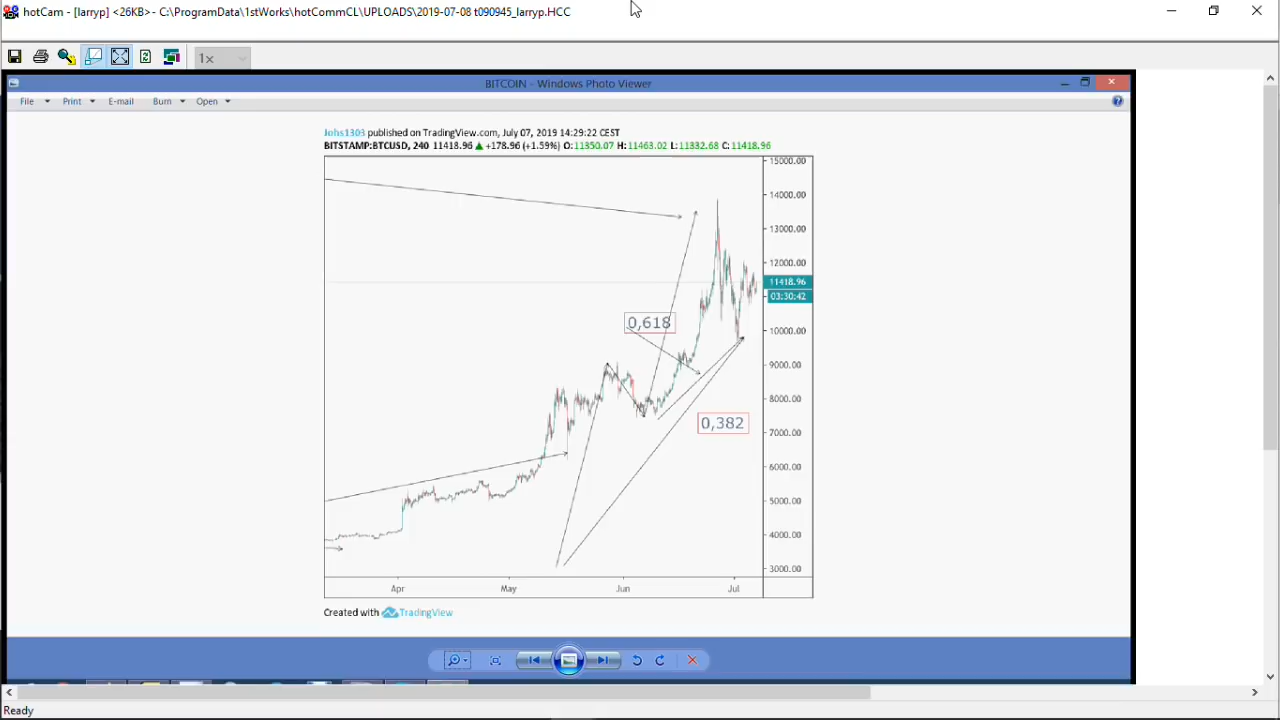 hotCam - [larryp] <26KB>- C:\ProgramData\1stWorks\hotCommCL\UPLOADS\2019-07-08 t090945_larryp.HCC
1x
BITCOIN - Windows Photo Viewer
File Print E-mail Burn Open
Johs1303 published on TradingView.com, July 07, 2019 14:29:22 CEST
BITSTAMP:BTCUSD, 240 11418.96 ▲ +178.96 (+1.59%) O:11350.07 H:11463.02 L:11332.68 C:11418.96
15000.00
14000.00
13000.00
12000.00
11418.96
03:30:42
10000.00
9000.00
8000.00
7000.00
6000.00
5000.00
4000.00
3000.00
0,618
0,382
Apr May Jun Jul
Created with TradingView
Ready